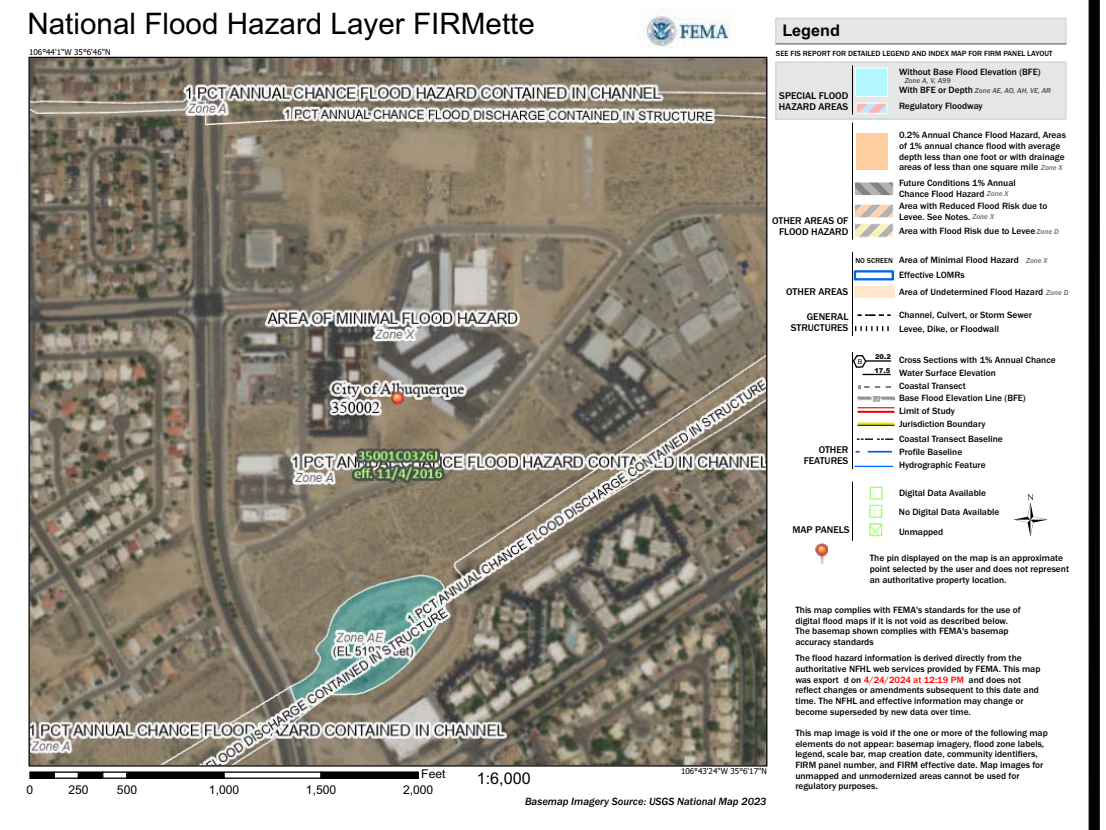 National Flood Hazard Layer FIRMette
FEMA
106°44'1"W 35°6'46"N
1 PCT ANNUAL CHANCE FLOOD HAZARD CONTAINED IN CHANNEL
Zone A
1 PCT ANNUAL CHANCE FLOOD DISCHARGE CONTAINED IN STRUCTURE
AREA OF MINIMAL FLOOD HAZARD
Zone X
City of Albuquerque
350002
35001C0326J
eff. 11/4/2016
1 PCT ANNUAL CHANCE FLOOD HAZARD CONTAINED IN CHANNEL
Zone A
1 PCT ANNUAL CHANCE FLOOD DISCHARGE CONTAINED IN STRUCTURE
Zone AE
(EL 519 eet)
FLOOD DISCHARGE CONTAINED IN STRUCTURE
1 PCT ANNUAL CHANCE FLOOD HAZARD CONTAINED IN CHANNEL
Zone A
Feet
1:6,000
106°43'24"W 35°6'17"N
0 250 500 1,000 1,500 2,000
Basemap Imagery Source: USGS National Map 2023
Legend
SEE FIS REPORT FOR DETAILED LEGEND AND INDEX MAP FOR FIRM PANEL LAYOUT
SPECIAL FLOOD
HAZARD AREAS
Without Base Flood Elevation (BFE)
Zone A, V, A99
With BFE or Depth Zone AE, AO, AH, VE, AR
Regulatory Floodway
0.2% Annual Chance Flood Hazard, Areas
of 1% annual chance flood with average
depth less than one foot or with drainage
areas of less than one square mile Zone X
Future Conditions 1% Annual
Chance Flood Hazard Zone X
Area with Reduced Flood Risk due to
Levee. See Notes. Zone X
Area with Flood Risk due to Levee Zone D
OTHER AREAS OF
FLOOD HAZARD
NO SCREEN Area of Minimal Flood Hazard Zone X
Effective LOMRs
OTHER AREAS
Area of Undetermined Flood Hazard Zone D
GENERAL
STRUCTURES
Channel, Culvert, or Storm Sewer
Levee, Dike, or Floodwall
B 20.2 Cross Sections with 1% Annual Chance
17.5 Water Surface Elevation
8 Coastal Transect
Base Flood Elevation Line (BFE)
Limit of Study
Jurisdiction Boundary
Coastal Transect Baseline
OTHER
FEATURES
Profile Baseline
Hydrographic Feature
Digital Data Available
No Digital Data Available
Unmapped
MAP PANELS
N
The pin displayed on the map is an approximate
point selected by the user and does not represent
an authoritative property location.
This map complies with FEMA's standards for the use of
digital flood maps if it is not void as described below.
The basemap shown complies with FEMA's basemap
accuracy standards
The flood hazard information is derived directly from the
authoritative NFHL web services provided by FEMA. This map
was export d on 4/24/2024 at 12:19 PM and does not
reflect changes or amendments subsequent to this date and
time. The NFHL and effective information may change or
become superseded by new data over time.
This map image is void if the one or more of the following map
elements do not appear: basemap imagery, flood zone labels,
legend, scale bar, map creation date, community identifiers,
FIRM panel number, and FIRM effective date. Map images for
unmapped and unmodernized areas cannot be used for
regulatory purposes.